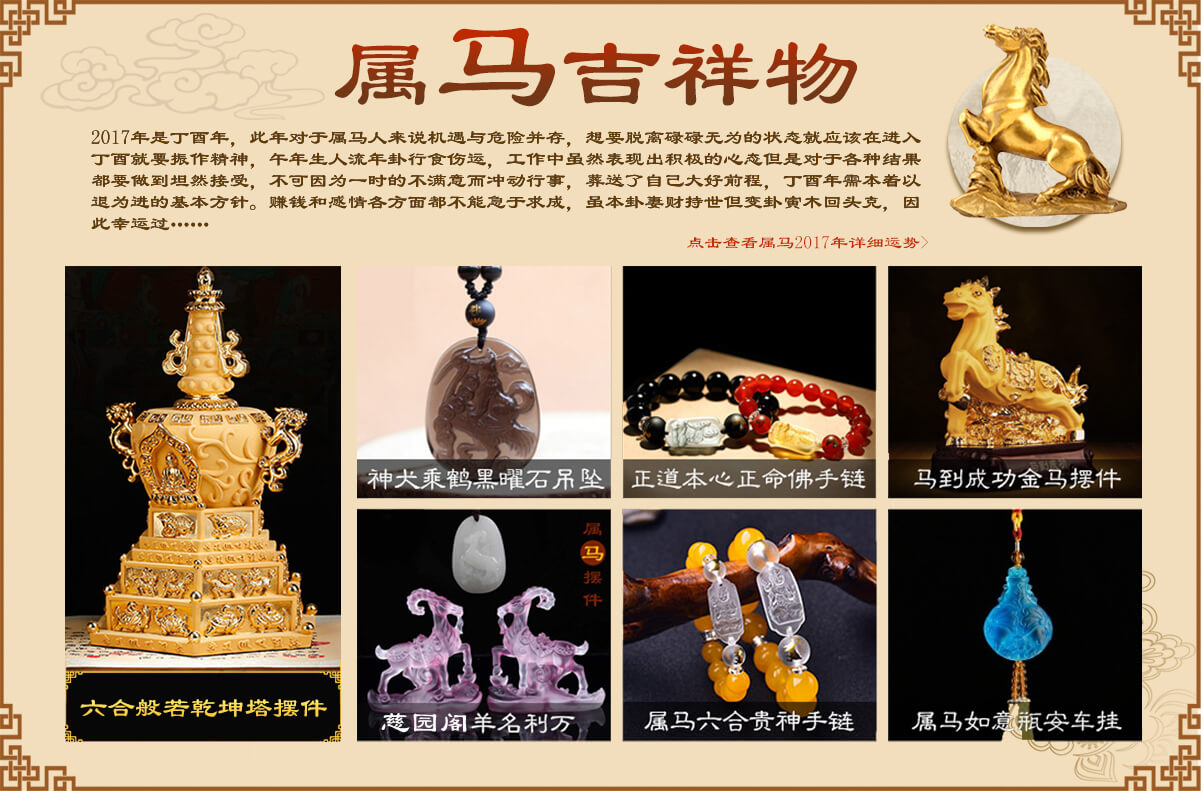 属马吉祥物
2017年是丁酉年，此年对于属马人来说机遇与危险并存，想要脱离碌碌无为的状态就应该在进入
丁酉就要振作精神，午年生人流年卦行食伤运，工作中虽然表现出积极的心态但是对于各种结果
都要做到坦然接受，不可因为一时的不满意而冲动行事，葬送了自己大好前程，丁酉年需本着以
退为进的基本方针。赚钱和感情各方面都不能急于求成，虽本卦妻财持世但变卦寅木回头克，因
此幸运过……
点击查看属马2017年详细运势>
六合般若乾坤塔摆件
神犬乘鹤黑曜石吊坠
正道本心正命佛手链
马到成功金马摆件
属
马
摆
件
慈园阁羊名利万
属马六合贵神手链
属马如意瓶安车挂